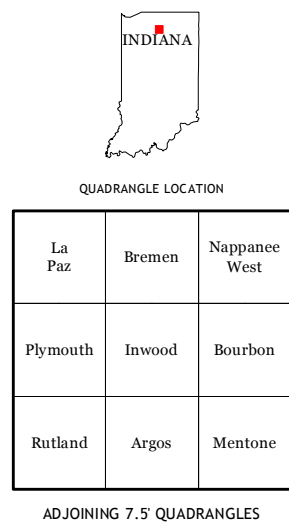 INDIANA
QUADRANGLE LOCATION
La
Paz
Bremen
Nappanee
West
Plymouth
Inwood
Bourbon
Rutland
Argos
Mentone
ADJOINING 7.5' QUADRANGLES